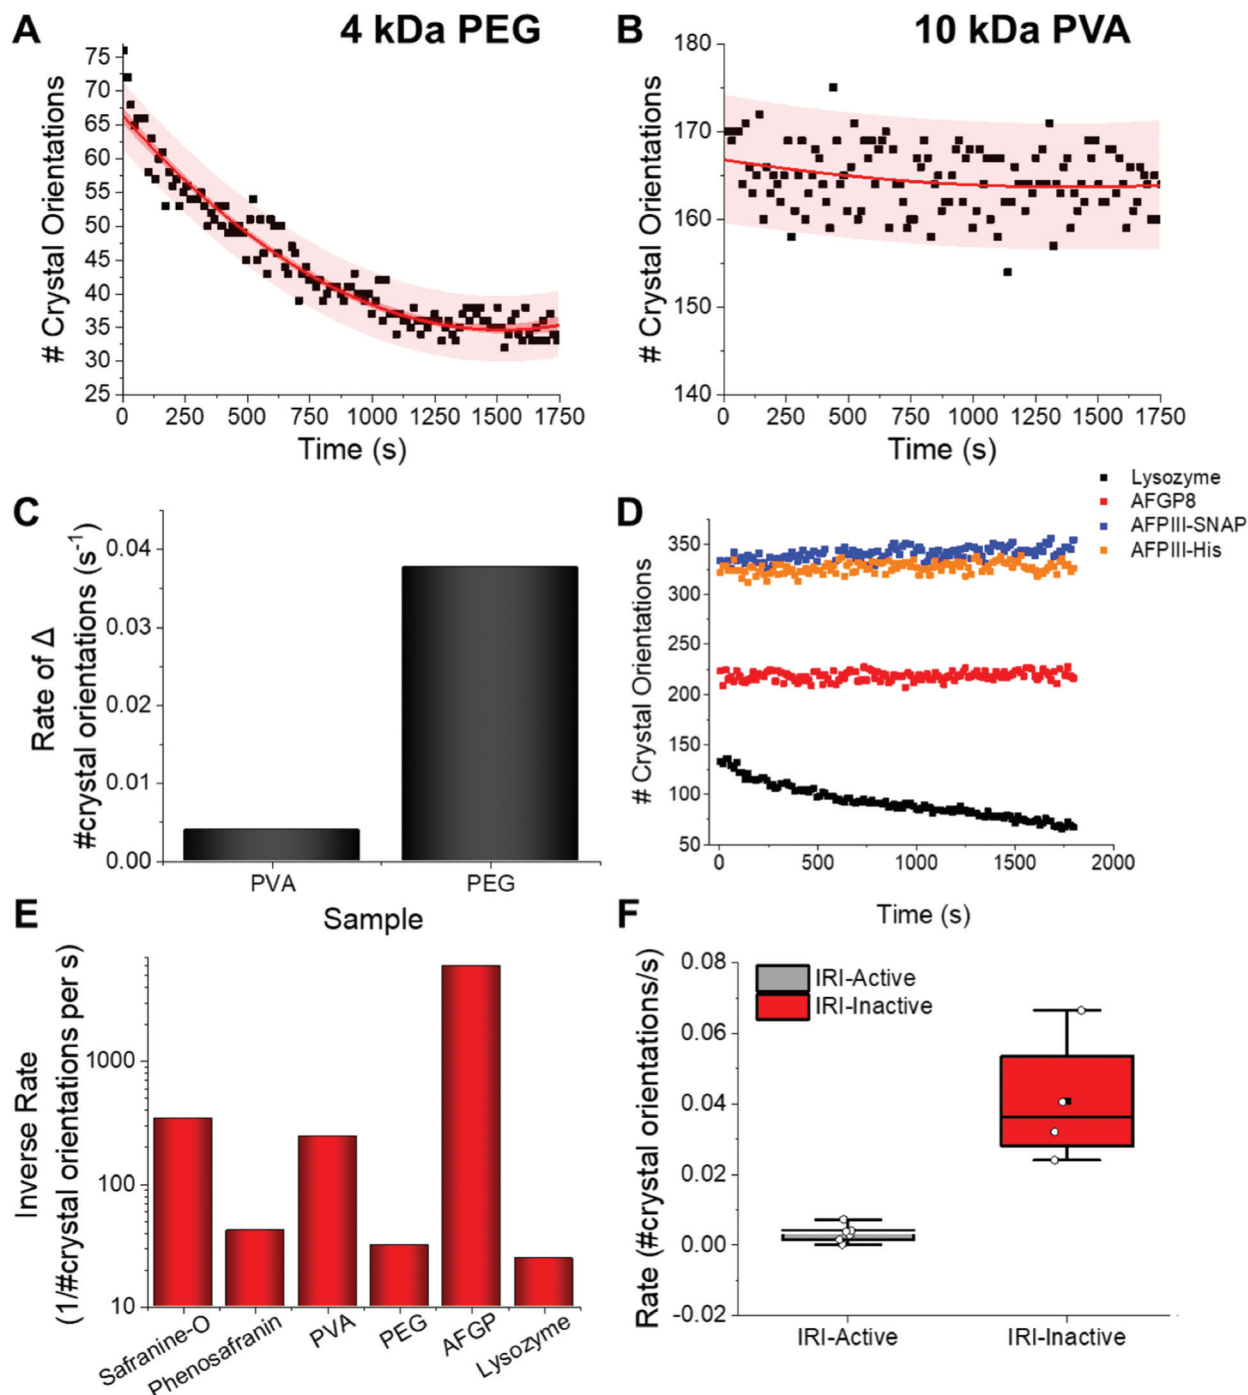 A
4 kDa PEG
# Crystal Orientations
75
70
65
60
55
50
45
40
35
30
25
0 250 500 750 1000 1250 1500 1750
Time (s)
B
10 kDa PVA
# Crystal Orientations
180
170
160
150
140
0 250 500 750 1000 1250 1500 1750
Time (s)
C
Rate of Δ
#crystal orientations (s⁻¹)
0.04
0.03
0.02
0.01
0.00
PVA PEG
Sample
D
Lysozyme
AFGP8
AFPIII-SNAP
AFPIII-His
# Crystal Orientations
350
300
250
200
150
100
50
0 500 1000 1500 2000
Time (s)
E
Inverse Rate
(1/#crystal orientations per s)
1000
100
10
Safranine-O
Phenosafranin
PVA
PEG
AFGP
Lysozyme
F
Rate (#crystal orientations/s)
0.08
0.06
0.04
0.02
0.00
-0.02
IRI-Active
IRI-Inactive
IRI-Active IRI-Inactive